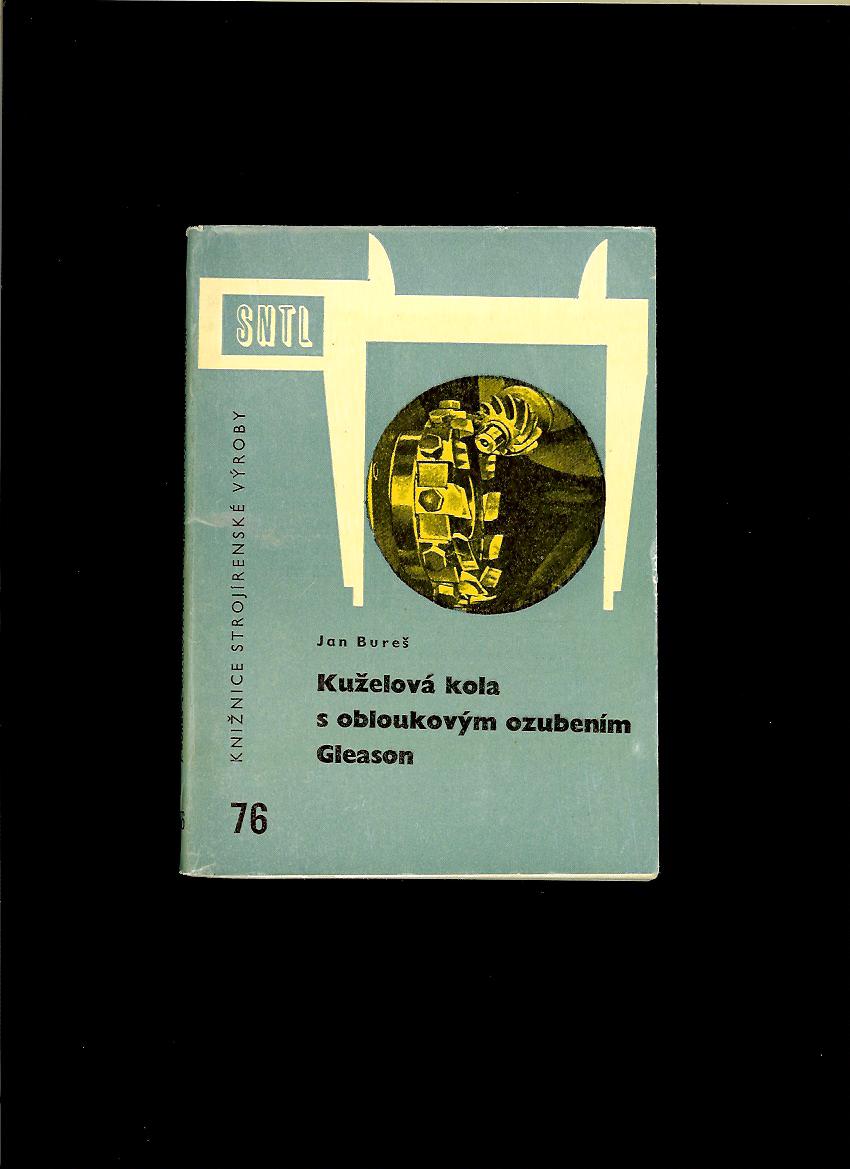 SNTL
KNIŽNICE STROJÍRENSKÉ VÝROBY
Jan Bureš
Kuželová kola
s obloukovým ozubením
Gleason
76